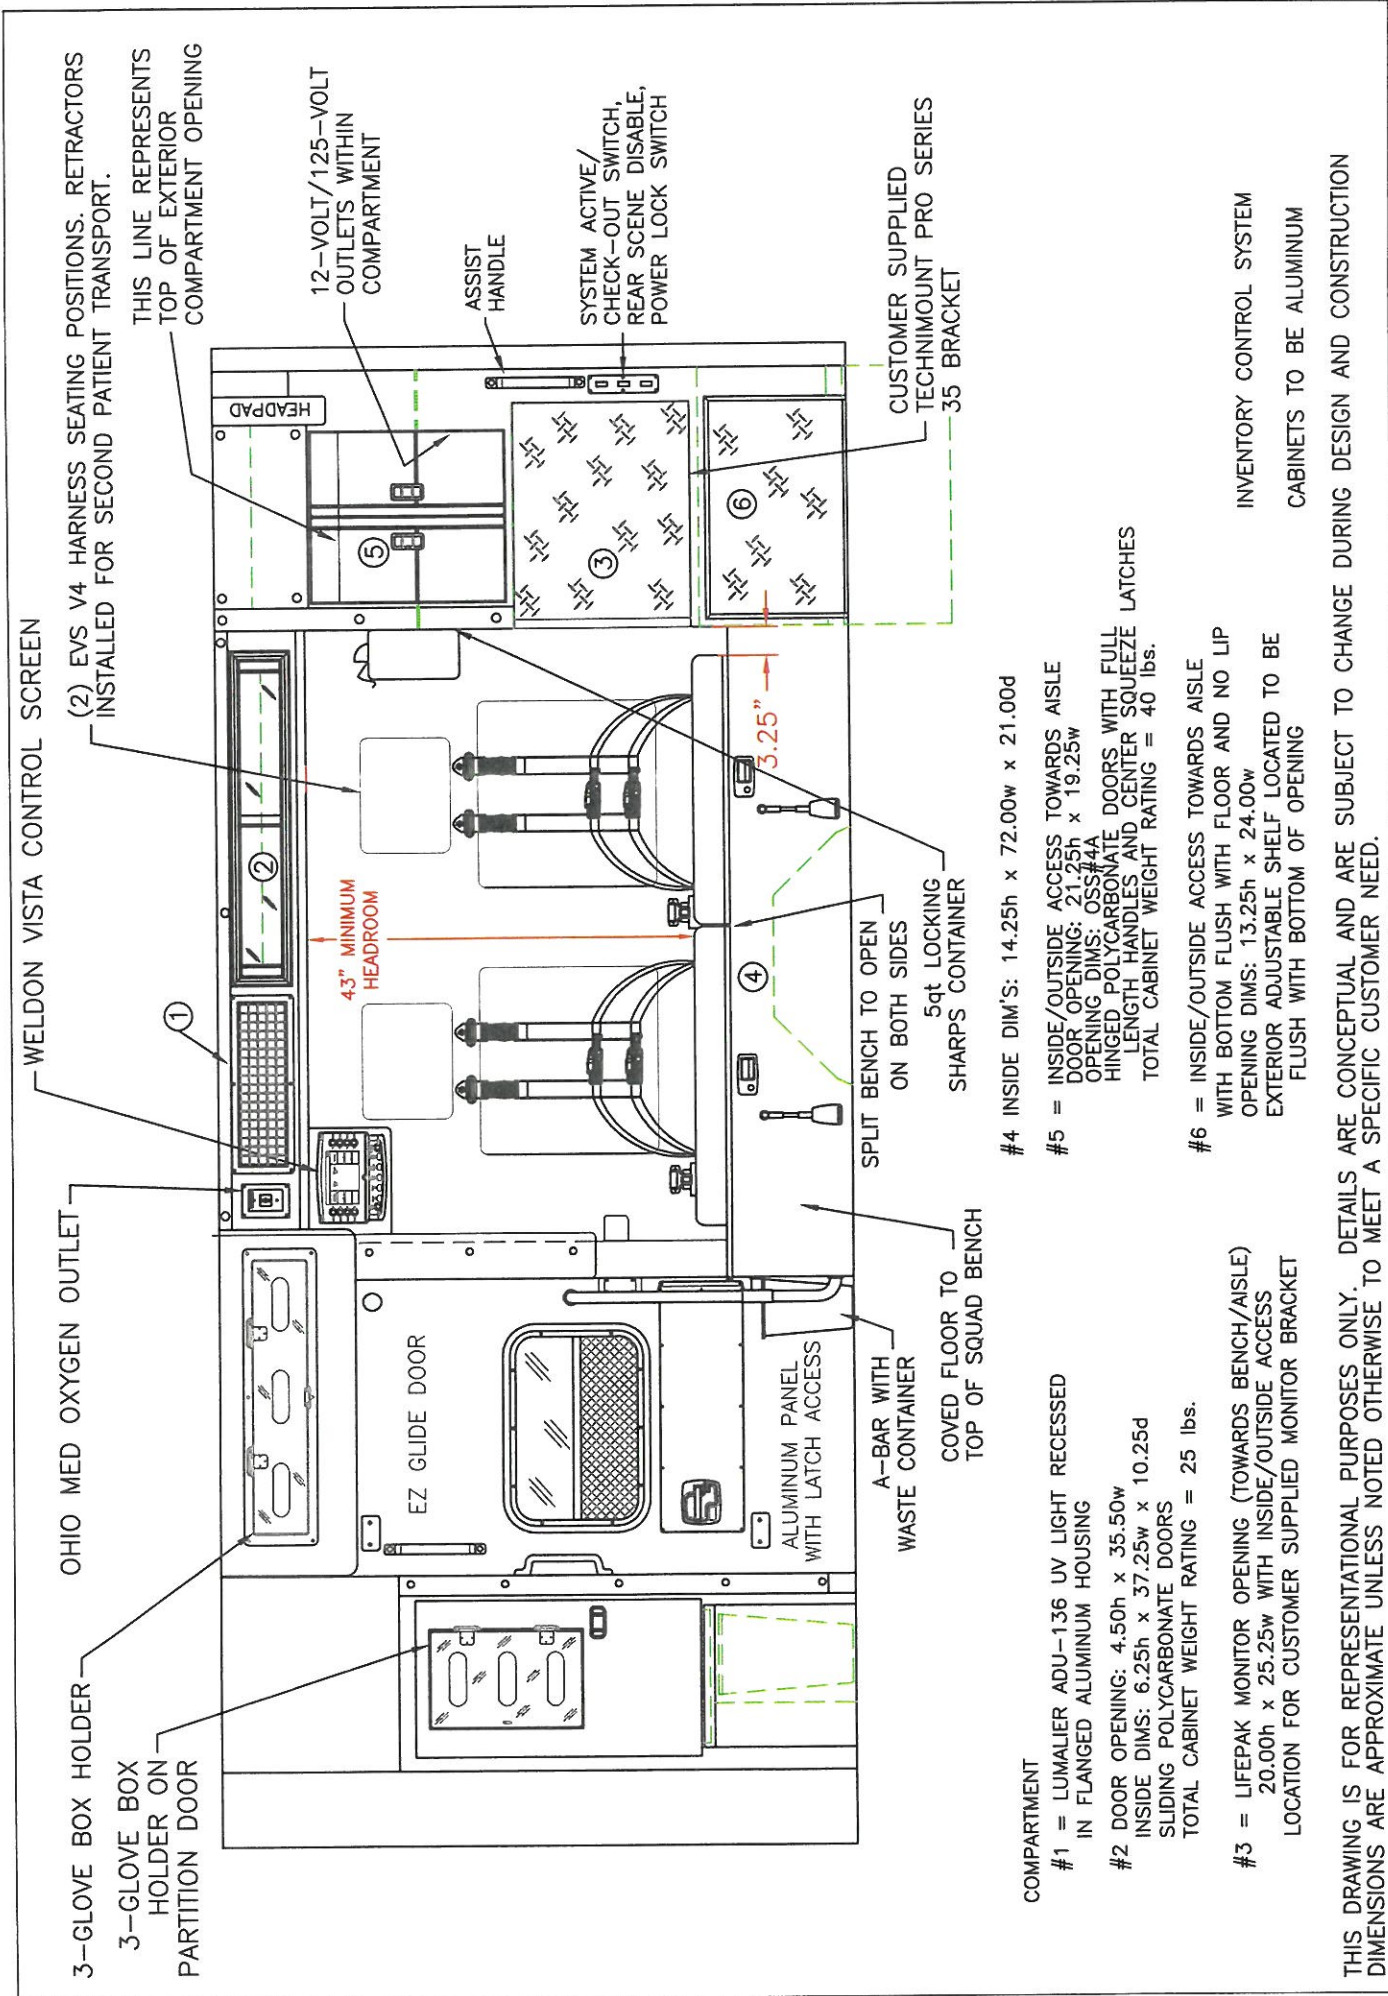 WELDON VISTA CONTROL SCREEN
OHIO MED OXYGEN OUTLET
3-GLOVE BOX HOLDER
3-GLOVE BOX
HOLDER ON
PARTITION DOOR
(2) EVS V4 HARNESS SEATING POSITIONS. RETRACTORS
INSTALLED FOR SECOND PATIENT TRANSPORT.
THIS LINE REPRESENTS
TOP OF EXTERIOR
COMPARTMENT OPENING
12-VOLT/125-VOLT
OUTLETS WITHIN
COMPARTMENT
ASSIST
HANDLE
SYSTEM ACTIVE/
CHECK-OUT SWITCH,
REAR SCENE DISABLE,
POWER LOCK SWITCH
CUSTOMER SUPPLIED
TECHNIMOUNT PRO SERIES
35 BRACKET
HEADPAD
1
2
3
4
5
6
43" MINIMUM
HEADROOM
3.25"
EZ GLIDE DOOR
ALUMINUM PANEL
WITH LATCH ACCESS
A-BAR WITH
WASTE CONTAINER
COVED FLOOR TO
TOP OF SQUAD BENCH
SPLIT BENCH TO OPEN
ON BOTH SIDES
5qt LOCKING
SHARPS CONTAINER
COMPARTMENT
#1 = LUMALIER ADU-136 UV LIGHT RECESSED
IN FLANGED ALUMINUM HOUSING
#2 DOOR OPENING: 4.50h x 35.50w
INSIDE DIMS: 6.25h x 37.25w x 10.25d
SLIDING POLYCARBONATE DOORS
TOTAL CABINET WEIGHT RATING = 25 lbs.
#3 = LIFEPAK MONITOR OPENING (TOWARDS BENCH/AISLE)
20.00h x 25.25w WITH INSIDE/OUTSIDE ACCESS
LOCATION FOR CUSTOMER SUPPLIED MONITOR BRACKET
#4 INSIDE DIM'S: 14.25h x 72.00w x 21.00d
#5 = INSIDE/OUTSIDE ACCESS TOWARDS AISLE
DOOR OPENING: 21.25h x 19.25w
OPENING DIMS: OSS#4A
HINGED POLYCARBONATE DOORS WITH FULL
LENGTH HANDLES AND CENTER SQUEEZE LATCHES
TOTAL CABINET WEIGHT RATING = 40 lbs.
#6 = INSIDE/OUTSIDE ACCESS TOWARDS AISLE
WITH BOTTOM FLUSH WITH FLOOR AND NO LIP
OPENING DIMS: 13.25h x 24.00w
EXTERIOR ADJUSTABLE SHELF LOCATED TO BE
FLUSH WITH BOTTOM OF OPENING
INVENTORY CONTROL SYSTEM
CABINETS TO BE ALUMINUM
THIS DRAWING IS FOR REPRESENTATIONAL PURPOSES ONLY. DETAILS ARE CONCEPTUAL AND ARE SUBJECT TO CHANGE DURING DESIGN AND CONSTRUCTION
DIMENSIONS ARE APPROXIMATE UNLESS NOTED OTHERWISE TO MEET A SPECIFIC CUSTOMER NEED.